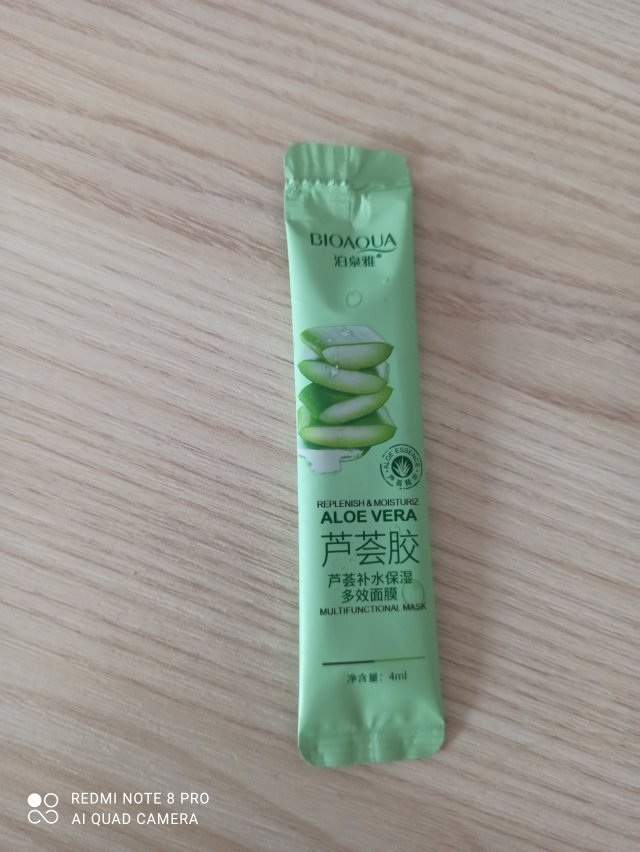 BIOAQUA
泊泉雅
ALOE ESSENCE
芦荟精华
REPLENISH & MOISTURIZ
ALOE VERA
芦荟胶
芦荟补水保湿
多效面膜
MULTIFUNCTIONAL MASK
净含量：4ml
REDMI NOTE 8 PRO
AI QUAD CAMERA